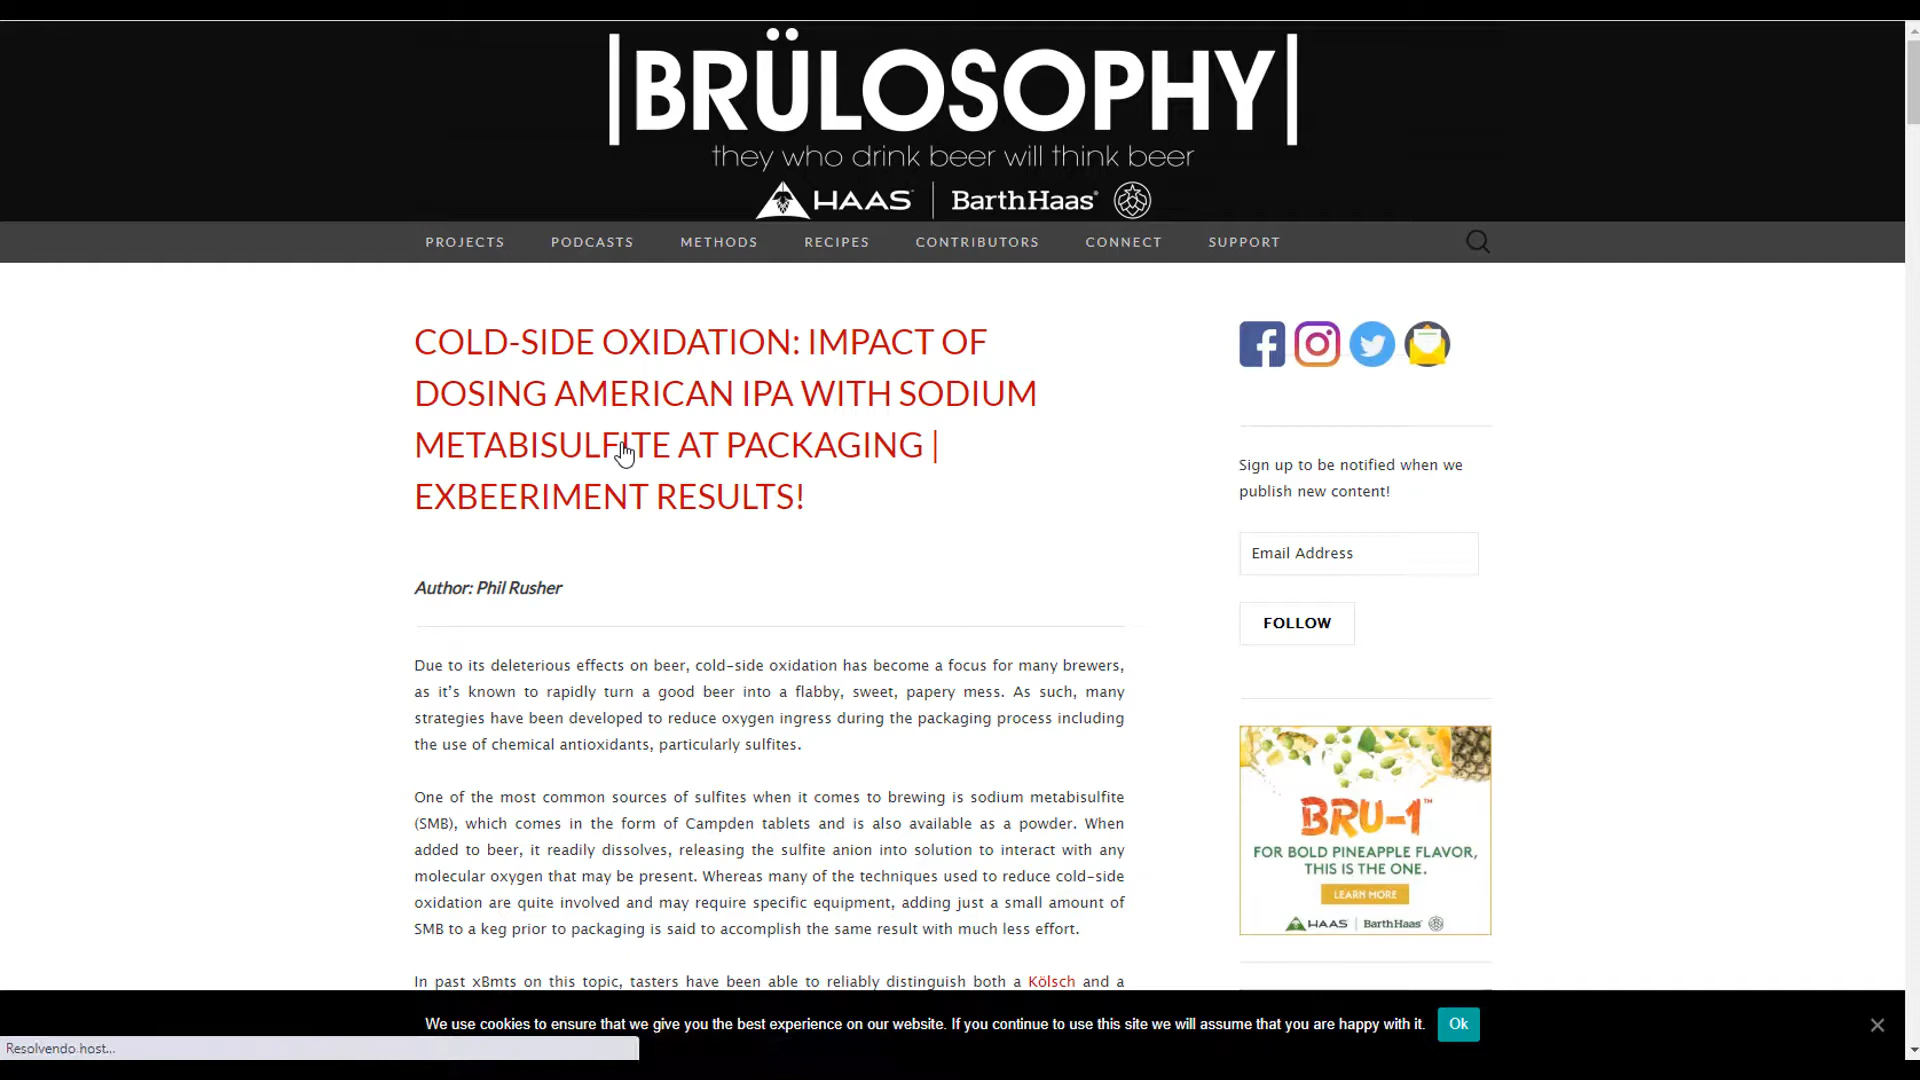 |BRÜLOSOPHY|
they who drink beer will think beer
HAAS | BarthHaas
PROJECTS PODCASTS METHODS RECIPES CONTRIBUTORS CONNECT SUPPORT
COLD-SIDE OXIDATION: IMPACT OF
DOSING AMERICAN IPA WITH SODIUM
METABISULFITE AT PACKAGING |
EXBEERIMENT RESULTS!
Author: Phil Rusher
Due to its deleterious effects on beer, cold-side oxidation has become a focus for many brewers,
as it’s known to rapidly turn a good beer into a flabby, sweet, papery mess. As such, many
strategies have been developed to reduce oxygen ingress during the packaging process including
the use of chemical antioxidants, particularly sulfites.
One of the most common sources of sulfites when it comes to brewing is sodium metabisulfite
(SMB), which comes in the form of Campden tablets and is also available as a powder. When
added to beer, it readily dissolves, releasing the sulfite anion into solution to interact with any
molecular oxygen that may be present. Whereas many of the techniques used to reduce cold-side
oxidation are quite involved and may require specific equipment, adding just a small amount of
SMB to a keg prior to packaging is said to accomplish the same result with much less effort.
In past xBmts on this topic, tasters have been able to reliably distinguish both a Kölsch and a
Sign up to be notified when we
publish new content!
Email Address
FOLLOW
BRU-1™
FOR BOLD PINEAPPLE FLAVOR,
THIS IS THE ONE.
LEARN MORE
HAAS | BarthHaas
We use cookies to ensure that we give you the best experience on our website. If you continue to use this site we will assume that you are happy with it. Ok
Resolvendo host...